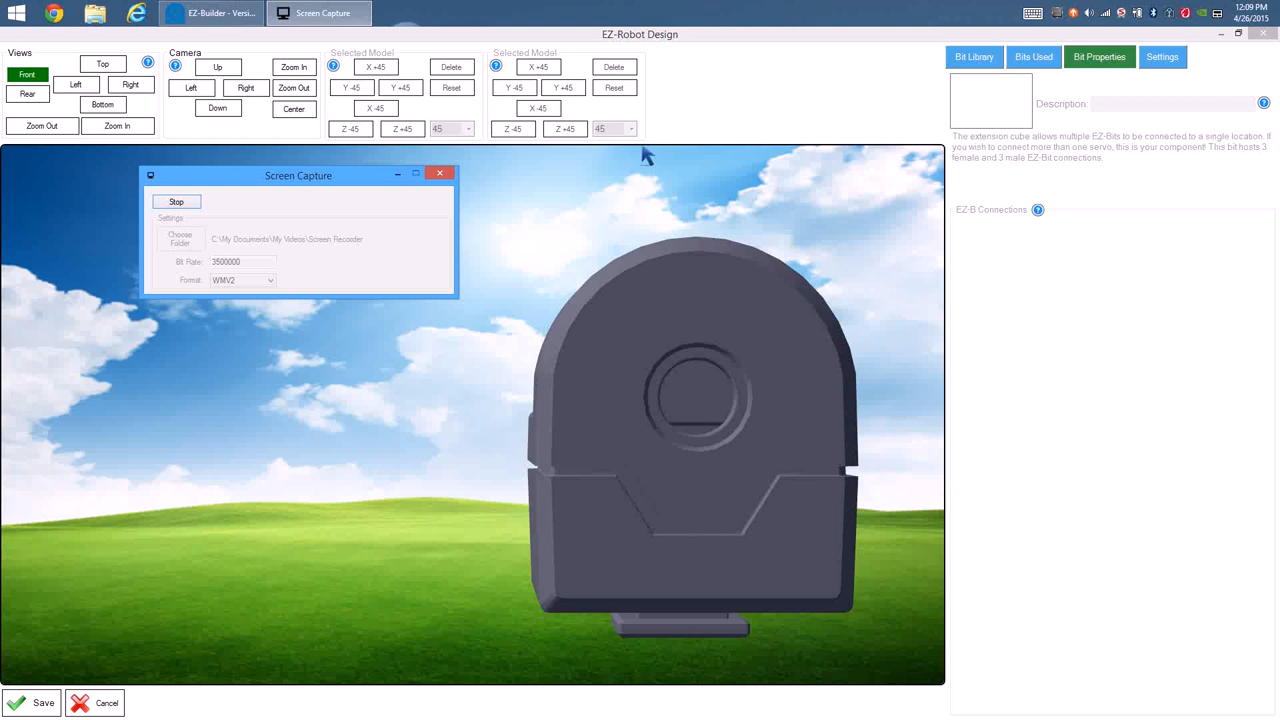 EZ-Builder - Versi...
Screen Capture
12:09 PM
4/26/2015
EZ-Robot Design
Views
Top
Front
Left
Right
Rear
Bottom
Zoom Out
Zoom In
Camera
Up
Zoom In
Left
Right
Zoom Out
Down
Center
Selected Model
X +45
Delete
Y -45
Y +45
Reset
X -45
Z -45
Z +45
45
Selected Model
X +45
Delete
Y -45
Y +45
Reset
X -45
Z -45
Z +45
45
Bit Library
Bits Used
Bit Properties
Settings
Description:
The extension cube allows multiple EZ-Bits to be connected to a single location. If
you wish to connect more than one servo, this is your component! This bit hosts 3
female and 3 male EZ-Bit connections.
EZ-B Connections
Screen Capture
Stop
Settings
Choose
Folder
C:\My Documents\My Videos\Screen Recorder
Bit Rate:
3500000
Format:
WMV2
Save
Cancel